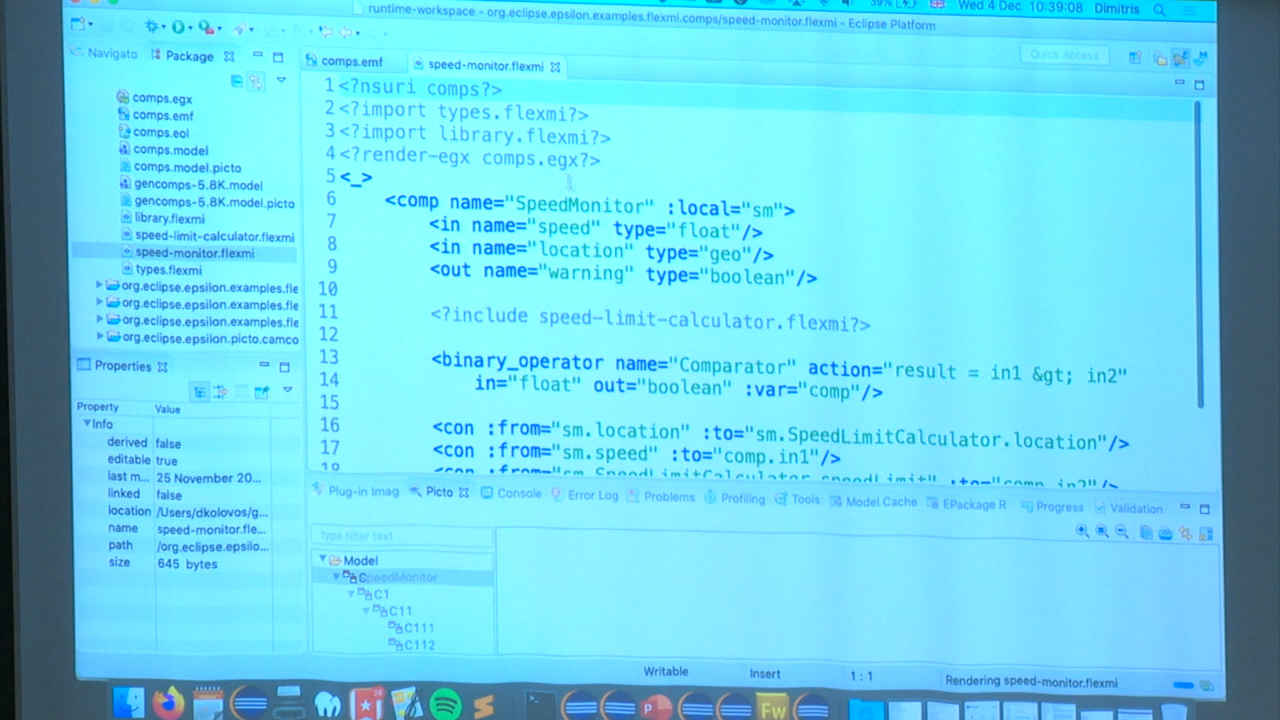 39%
Wed 4 Dec 10:39:08 Dimitris
runtime-workspace - org.eclipse.epsilon.examples.flexmi.comps/speed-monitor.flexmi - Eclipse Platform
Quick Access
Navigato
Package
comps.egx
comps.emf
comps.eol
comps.model
comps.model.picto
gencomps-5.8K.model
gencomps-5.8K.model.picto
library.flexmi
speed-limit-calculator.flexmi
speed-monitor.flexmi
types.flexmi
org.eclipse.epsilon.examples.fle
org.eclipse.epsilon.examples.fle
org.eclipse.epsilon.examples.fle
org.eclipse.epsilon.picto.camco
comps.emf
speed-monitor.flexmi
1 <?nsuri comps?>
2 <?import types.flexmi?>
3 <?import library.flexmi?>
4 <?render-egx comps.egx?>
5 <_>
6 <comp name="SpeedMonitor" :local="sm">
7 <in name="speed" type="float"/>
8 <in name="location" type="geo"/>
9 <out name="warning" type="boolean"/>
10
11 <?include speed-limit-calculator.flexmi?>
12
13 <binary_operator name="Comparator" action="result = in1 &gt; in2"
14 in="float" out="boolean" :var="comp"/>
15
16 <con :from="sm.location" :to="sm.SpeedLimitCalculator.location"/>
17 <con :from="sm.speed" :to="comp.in1"/>
18 <con :from="sm.SpeedLimitCalculator.speedLimit" :to="comp.in2"/>
Properties
Property Value
Info
derived false
editable true
last m... 25 November 20...
linked false
location /Users/dkolovos/g...
name speed-monitor.fle...
path /org.eclipse.epsilo...
size 645 bytes
Plug-in Imag Picto Console Error Log Problems Profiling Tools Model Cache EPackage R Progress Validation
type filter text
Model
SpeedMonitor
C1
C11
C111
C112
Writable Insert 1 : 1 Rendering speed-monitor.flexmi
Fw